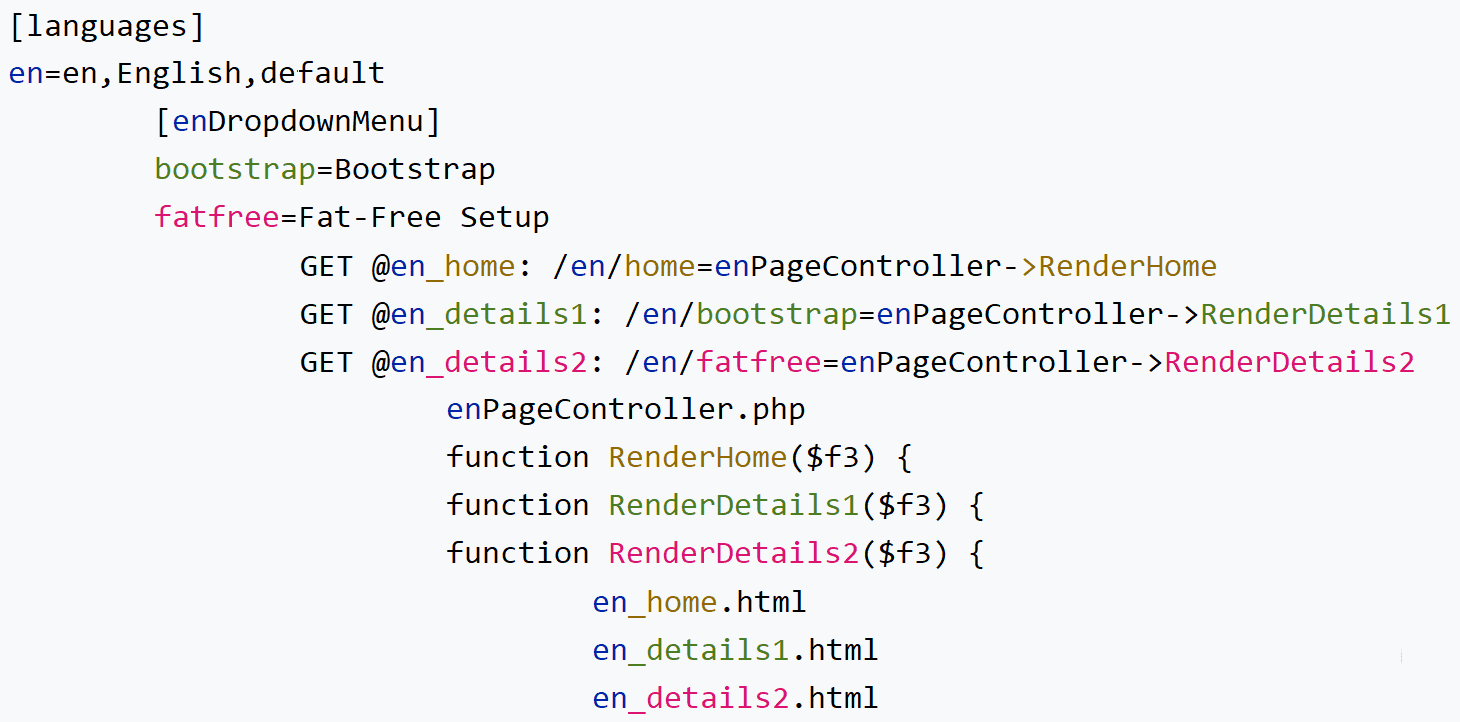 [languages]
en=en,English,default
[enDropdownMenu]
bootstrap=Bootstrap
fatfree=Fat-Free Setup
GET @en_home: /en/home=enPageController->RenderHome
GET @en_details1: /en/bootstrap=enPageController->RenderDetails1
GET @en_details2: /en/fatfree=enPageController->RenderDetails2
enPageController.php
function RenderHome($f3) {
function RenderDetails1($f3) {
function RenderDetails2($f3) {
en_home.html
en_details1.html
en_details2.html